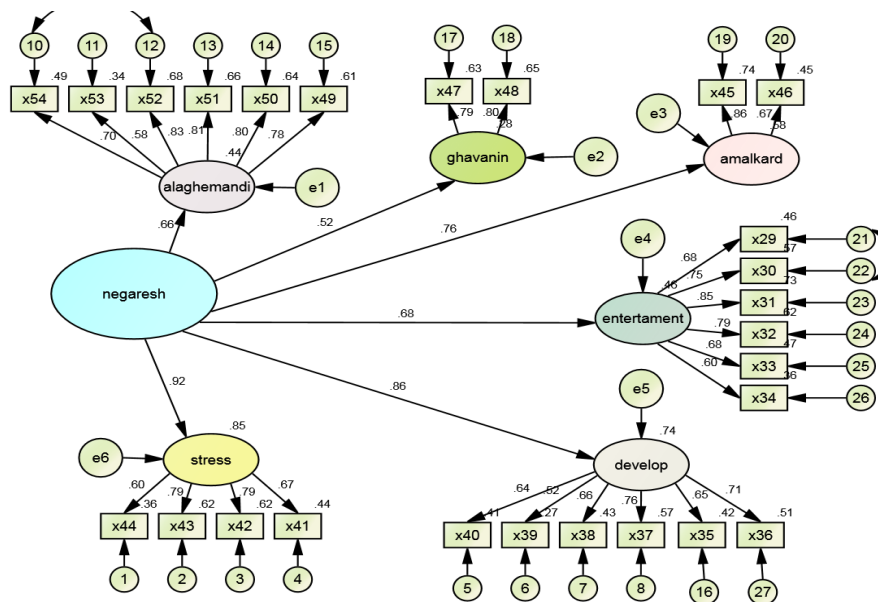 10 11 12 13 14 15 17 18 19 20
.49 .34 .68 .66 .64 .61 .63 .65 .74 .45
x54 x53 x52 x51 x50 x49 x47 x48 x45 x46
.70 .58 .83 .81 .80 .78 .79 .80 .86 .67
.44 .28 .58
alaghemandi e1 ghavanin e2 e3 amalkard
.66 .52 .76
negaresh
e4
.46
x29 21
.57
x30 22
.73
x31 23
.62
x32 24
.47
x33 25
.36
x34 26
.68 .75 .85 .79 .68 .60
.46
entertament
.68
.92 .86
e5
.85 .74
e6 stress develop
.60 .79 .79 .67 .64 .52 .66 .76 .65 .71
.36 .62 .62 .44 .41 .27 .43 .57 .42 .51
x44 x43 x42 x41 x40 x39 x38 x37 x35 x36
1 2 3 4 5 6 7 8 16 27